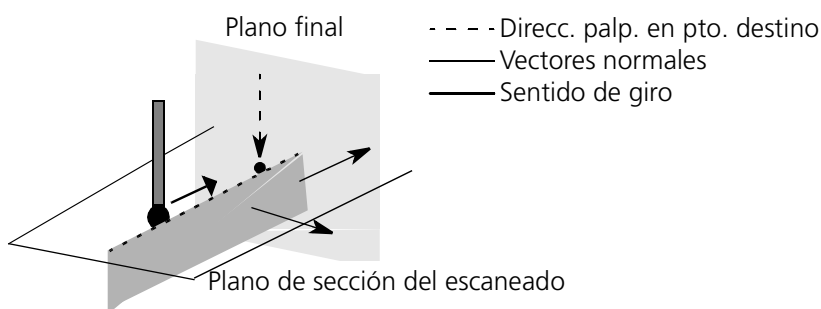 Plano final
Direcc. palp. en pto. destino
Vectores normales
Sentido de giro
Plano de sección del escaneado